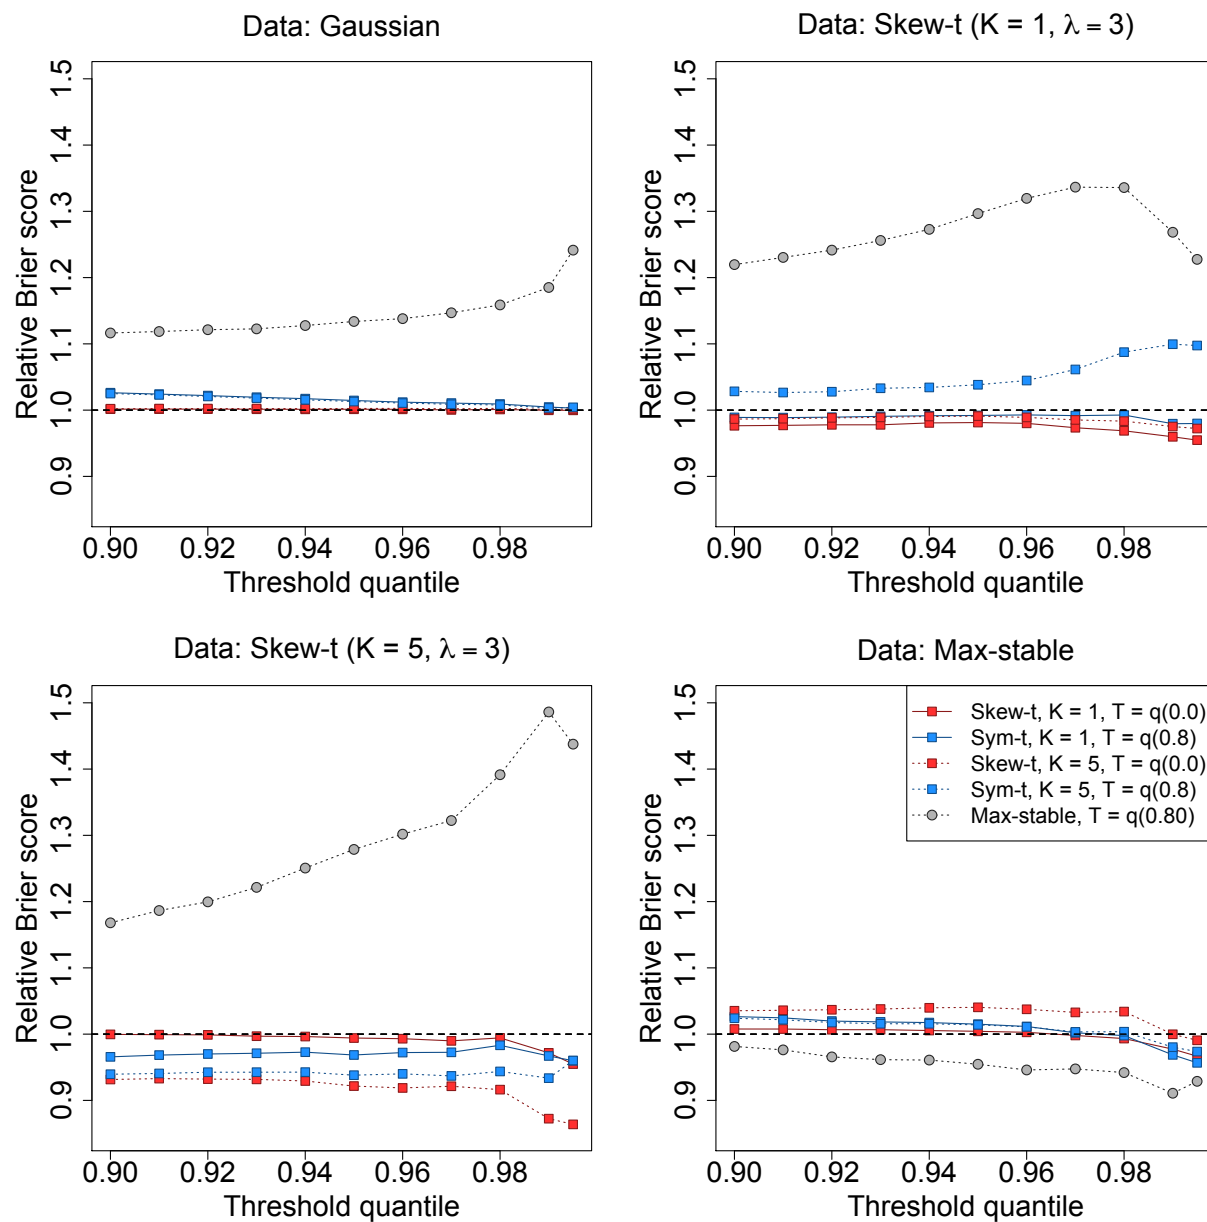 Data: Gaussian
Relative Brier score
1.5
1.4
1.3
1.2
1.1
1.0
0.9
0.90 0.92 0.94 0.96 0.98
Threshold quantile
Data: Skew-t (K = 1, λ = 3)
Relative Brier score
1.5
1.4
1.3
1.2
1.1
1.0
0.9
0.90 0.92 0.94 0.96 0.98
Threshold quantile
Data: Skew-t (K = 5, λ = 3)
Relative Brier score
1.5
1.4
1.3
1.2
1.1
1.0
0.9
0.90 0.92 0.94 0.96 0.98
Threshold quantile
Data: Max-stable
Relative Brier score
1.5
1.4
1.3
1.2
1.1
1.0
0.9
Skew-t, K = 1, T = q(0.0)
Sym-t, K = 1, T = q(0.8)
Skew-t, K = 5, T = q(0.0)
Sym-t, K = 5, T = q(0.8)
Max-stable, T = q(0.80)
0.90 0.92 0.94 0.96 0.98
Threshold quantile